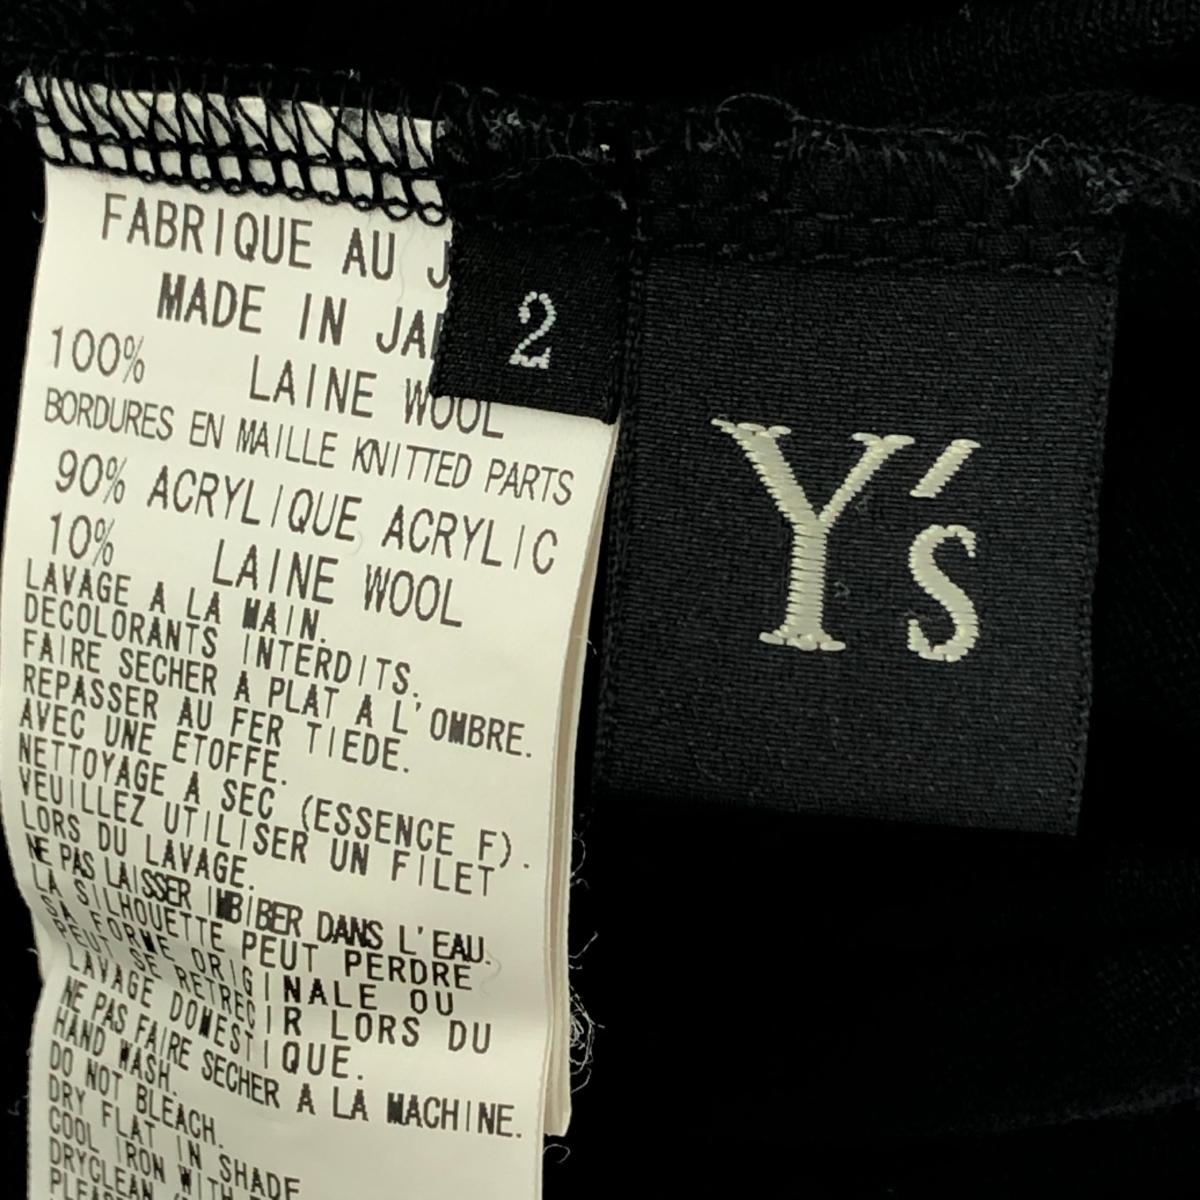 FABRIQUE AU
MADE IN
100% LAINE WOOL
BORDURES EN MAILLE KNITTED PARTS
90% ACRYLIQUE ACRYLIC
10% LAINE WOOL
LAVAGE A LA MAIN.
DECOLORANTS INTERDITS.
FAIRE SECHER A PLAT A L'OMBRE.
REPASSER AU FER TIEDE.
AVEC UNE ETOFFE.
NETTOYAGE A SEC (ESSENCE F).
VEUILLEZ UTILISER UN FILET
LORS DU LAVAGE.
NE PAS LAISSER IMBIBER DANS L'EAU.
LA SILHOUETTE PEUT PERDRE
SA FORME ORIGINALE OU
PEUT SE RETRECIR LORS DU
LAVAGE DOMESTIQUE.
NE PAS FAIRE SECHER A LA MACHINE.
HAND WASH.
DO NOT BLEACH.
DRY FLAT IN SHADE
COOL IRON WITH
DRYCLEAN
2
Y's